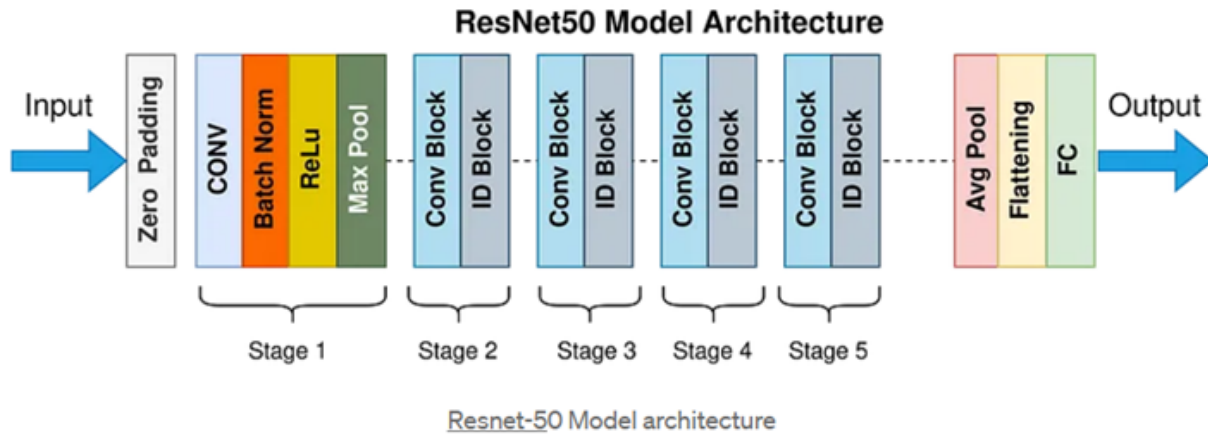 ResNet50 Model Architecture
Input
Zero Padding
CONV
Batch Norm
ReLu
Max Pool
Conv Block
ID Block
Conv Block
ID Block
Conv Block
ID Block
Conv Block
ID Block
Avg Pool
Flattening
FC
Output
Stage 1
Stage 2
Stage 3
Stage 4
Stage 5
Resnet-50 Model architecture